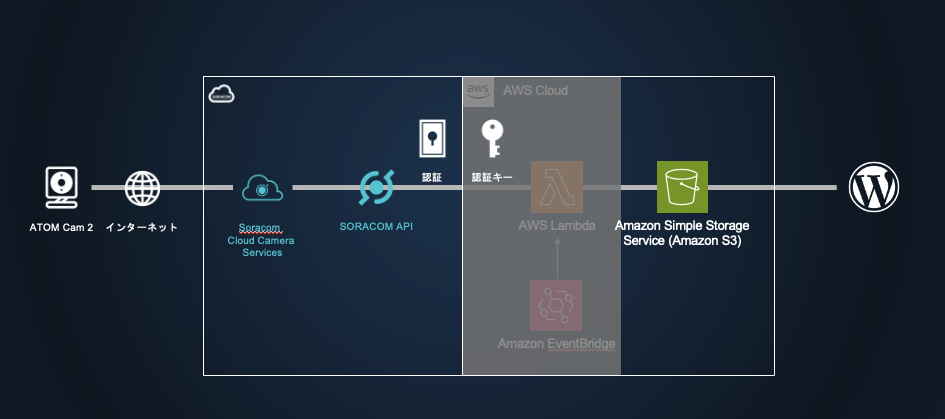 SORACOM
aws
AWS Cloud
認証
認証キー
ATOM Cam 2
インターネット
Soracom
Cloud Camera
Services
SORACOM API
AWS Lambda
Amazon Simple Storage
Service (Amazon S3)
Amazon EventBridge